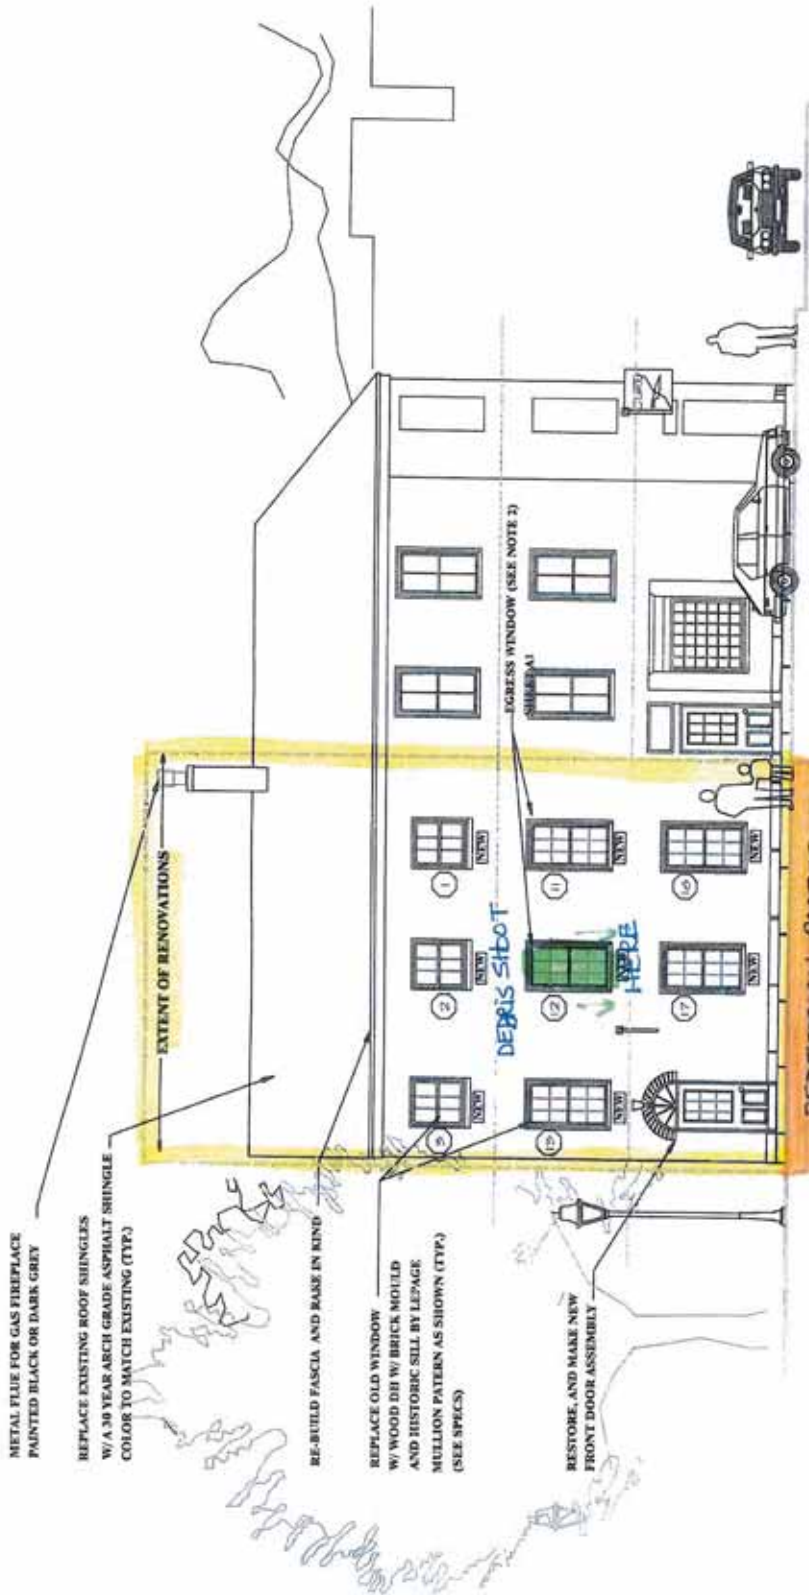 METAL FLUE FOR GAS FIREPLACE
PAINTED BLACK OR DARK GREY
REPLACE EXISTING ROOF SHINGLES
W/ A 30 YEAR ARCH GRADE ASPHALT SHINGLE
COLOR TO MATCH EXISTING (TYP.)
RE-BUILD FASCIA AND RAKE IN KIND
REPLACE OLD WINDOW
W/ WOOD DH W/ BRICK MOULD
AND HISTORIC SILL BY LEPAGE
MULLION PATERN AS SHOWN (TYP.)
(SEE SPECS)
RESTORE, AND MAKE NEW
FRONT DOOR ASSEMBLY
EXTENT OF RENOVATIONS
3
NEW
2
NEW
1
NEW
DEBRIS SHOOT
EGRESS WINDOW (SEE NOTE 2)
NEW
12
11
NEW
HERE
17
NEW
16
NEW